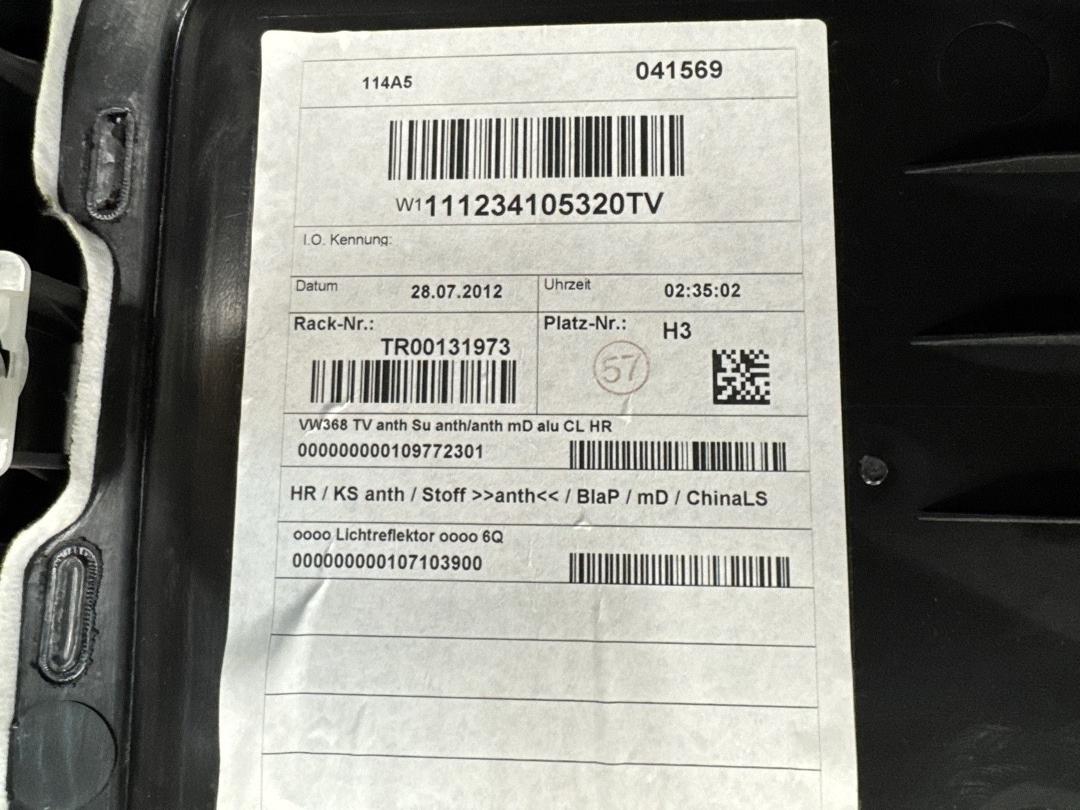 114A5 041569
W1111234105320TV
I.O. Kennung:
Datum 28.07.2012 Uhrzeit 02:35:02
Rack-Nr.: Platz-Nr.: H3
TR00131973
57
VW368 TV anth Su anth/anth mD alu CL HR
000000000109772301
HR / KS anth / Stoff >>anth<< / BlaP / mD / ChinaLS
oooo Lichtreflektor oooo 6Q
000000000107103900